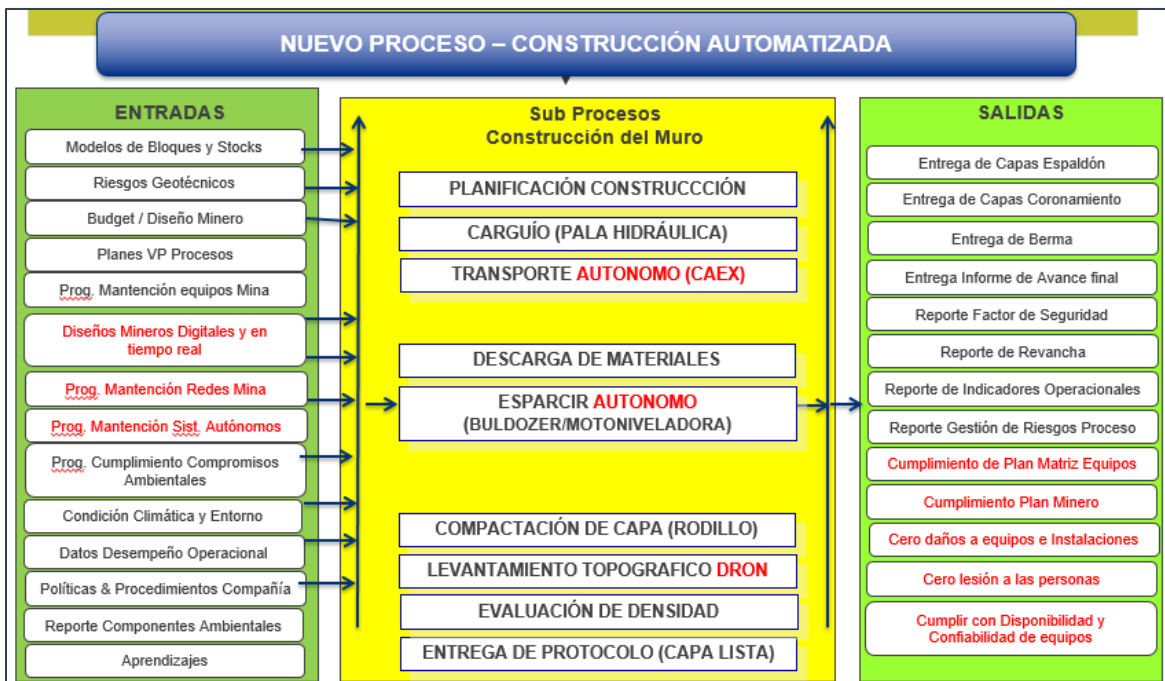 NUEVO PROCESO – CONSTRUCCIÓN AUTOMATIZADA
ENTRADAS
Modelos de Bloques y Stocks
Riesgos Geotécnicos
Budget / Diseño Minero
Planes VP Procesos
Prog. Mantención equipos Mina
Diseños Mineros Digitales y en
tiempo real
Prog. Mantención Redes Mina
Prog. Mantención Sist. Autónomos
Prog. Cumplimiento Compromisos
Ambientales
Condición Climática y Entorno
Datos Desempeño Operacional
Políticas & Procedimientos Compañía
Reporte Componentes Ambientales
Aprendizajes
Sub Procesos
Construcción del Muro
PLANIFICACIÓN CONSTRUCCCIÓN
CARGUÍO (PALA HIDRÁULICA)
TRANSPORTE AUTONOMO (CAEX)
DESCARGA DE MATERIALES
ESPARCIR AUTONOMO
(BULDOZER/MOTONIVELADORA)
COMPACTACIÓN DE CAPA (RODILLO)
LEVANTAMIENTO TOPOGRAFICO DRON
EVALUACIÓN DE DENSIDAD
ENTREGA DE PROTOCOLO (CAPA LISTA)
SALIDAS
Entrega de Capas Espaldón
Entrega de Capas Coronamiento
Entrega de Berma
Entrega Informe de Avance final
Reporte Factor de Seguridad
Reporte de Revancha
Reporte de Indicadores Operacionales
Reporte Gestión de Riesgos Proceso
Cumplimiento de Plan Matriz Equipos
Cumplimiento Plan Minero
Cero daños a equipos e Instalaciones
Cero lesión a las personas
Cumplir con Disponibilidad y
Confiabilidad de equipos